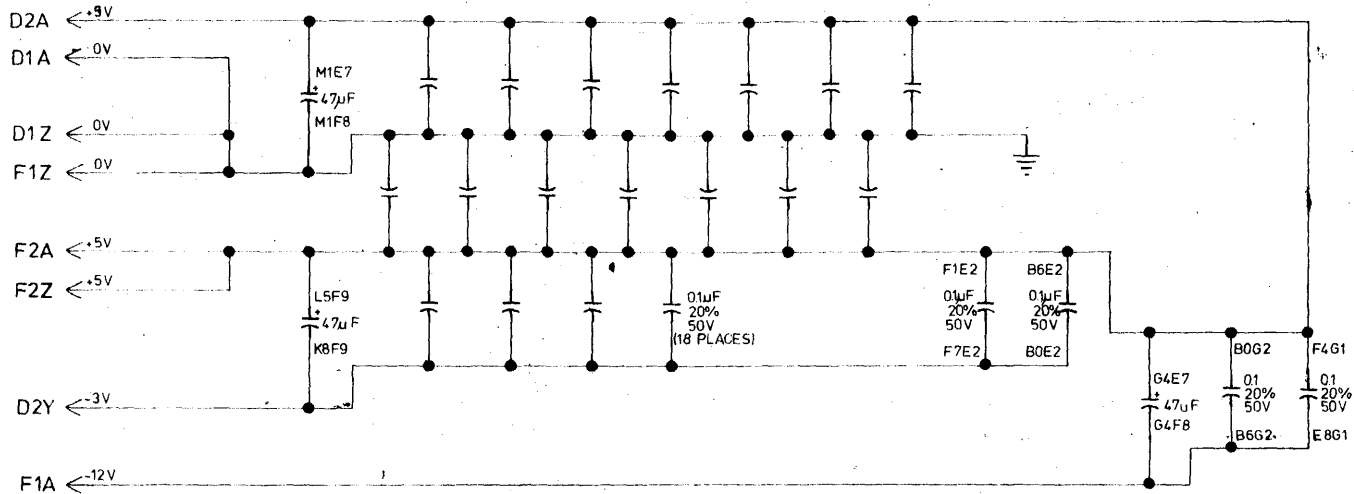 D2A +9V
D1A 0V
M1E7
+
47µF
M1F8
D1Z 0V
F1Z 0V
F2A +5V
F2Z +5V
L5F9
+
47µF
K8F9
0.1µF
20%
50V
(18 PLACES)
F1E2
0.1µF
20%
50V
F7E2
B6E2
0.1µF
20%
50V
B0E2
D2Y -3V
G4E7
+
47µF
G4F8
B0G2
0.1
20%
50V
B6G2
F4G1
0.1
20%
50V
E8G1
F1A -12V